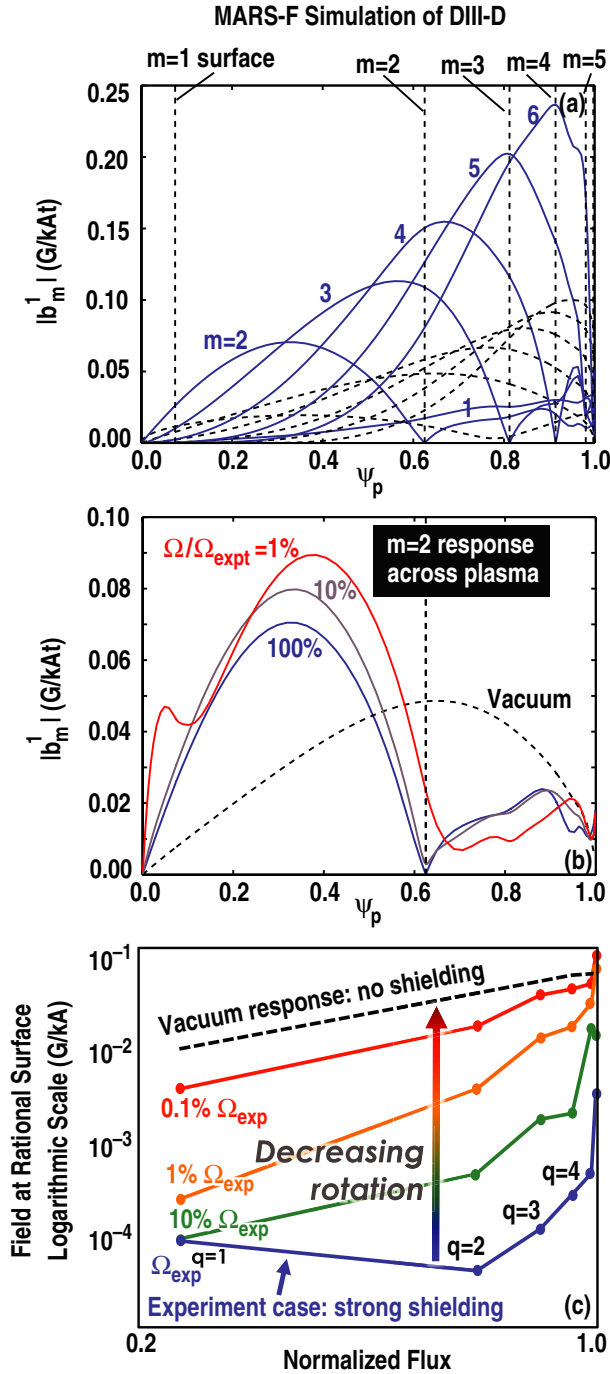 MARS-F Simulation of DIII-D
m=1 surface
m=2
m=3
m=4
m=5
(a)
0.25
0.20
0.15
0.10
0.05
0.00
|b¹ₘ| (G/kAt)
m=2
3
4
5
6
1
0.0 0.2 0.4 0.6 0.8 1.0
Ψp
0.10
0.08
0.06
0.04
0.02
0.00
|b¹ₘ| (G/kAt)
Ω/Ωexpt =1%
10%
100%
m=2 response
across plasma
Vacuum
(b)
0.0 0.2 0.4 0.6 0.8 1.0
Ψp
10⁻¹
10⁻²
10⁻³
10⁻⁴
Field at Rational Surface
Logarithmic Scale (G/kA)
Vacuum response: no shielding
0.1% Ωexp
1% Ωexp
10% Ωexp
Ωexp
q=1
Decreasing
rotation
q=2
q=3
q=4
Experiment case: strong shielding
(c)
0.2 1.0
Normalized Flux